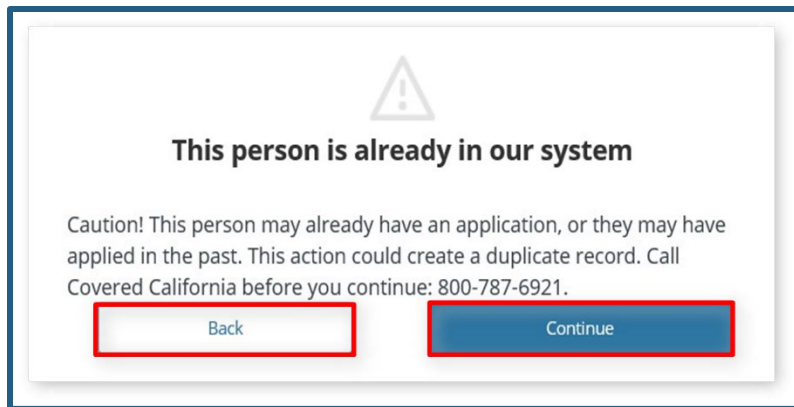 This person is already in our system
Caution! This person may already have an application, or they may have
applied in the past. This action could create a duplicate record. Call
Covered California before you continue: 800-787-6921.
Back
Continue